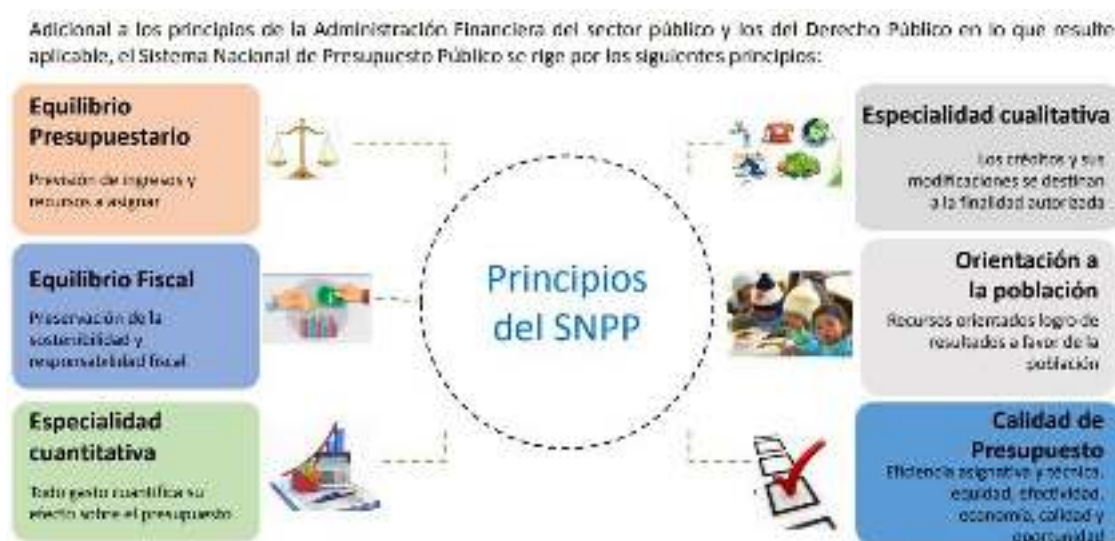 Adicional a los principios de la Administración Financiera del sector público y los del Derecho Público en lo que resulte
aplicable, el Sistema Nacional de Presupuesto Público se rige por los siguientes principios:
Equilibrio
Presupuestario
Previsión de ingresos y
recursos a asignar
Equilibrio Fiscal
Preservación de la
sostenibilidad y
responsabilidad fiscal
Especialidad
cuantitativa
Todo gasto cuantifica su
efecto sobre el presupuesto
Principios
del SNPP
Especialidad cualitativa
Los créditos y sus
modificaciones se destinan
a la finalidad autorizada
Orientación a
la población
Recursos orientados logro de
resultados a favor de la
población
Calidad de
Presupuesto
Eficiencia asignativa y técnica,
equidad, efectividad,
economía, calidad y
oportunidad